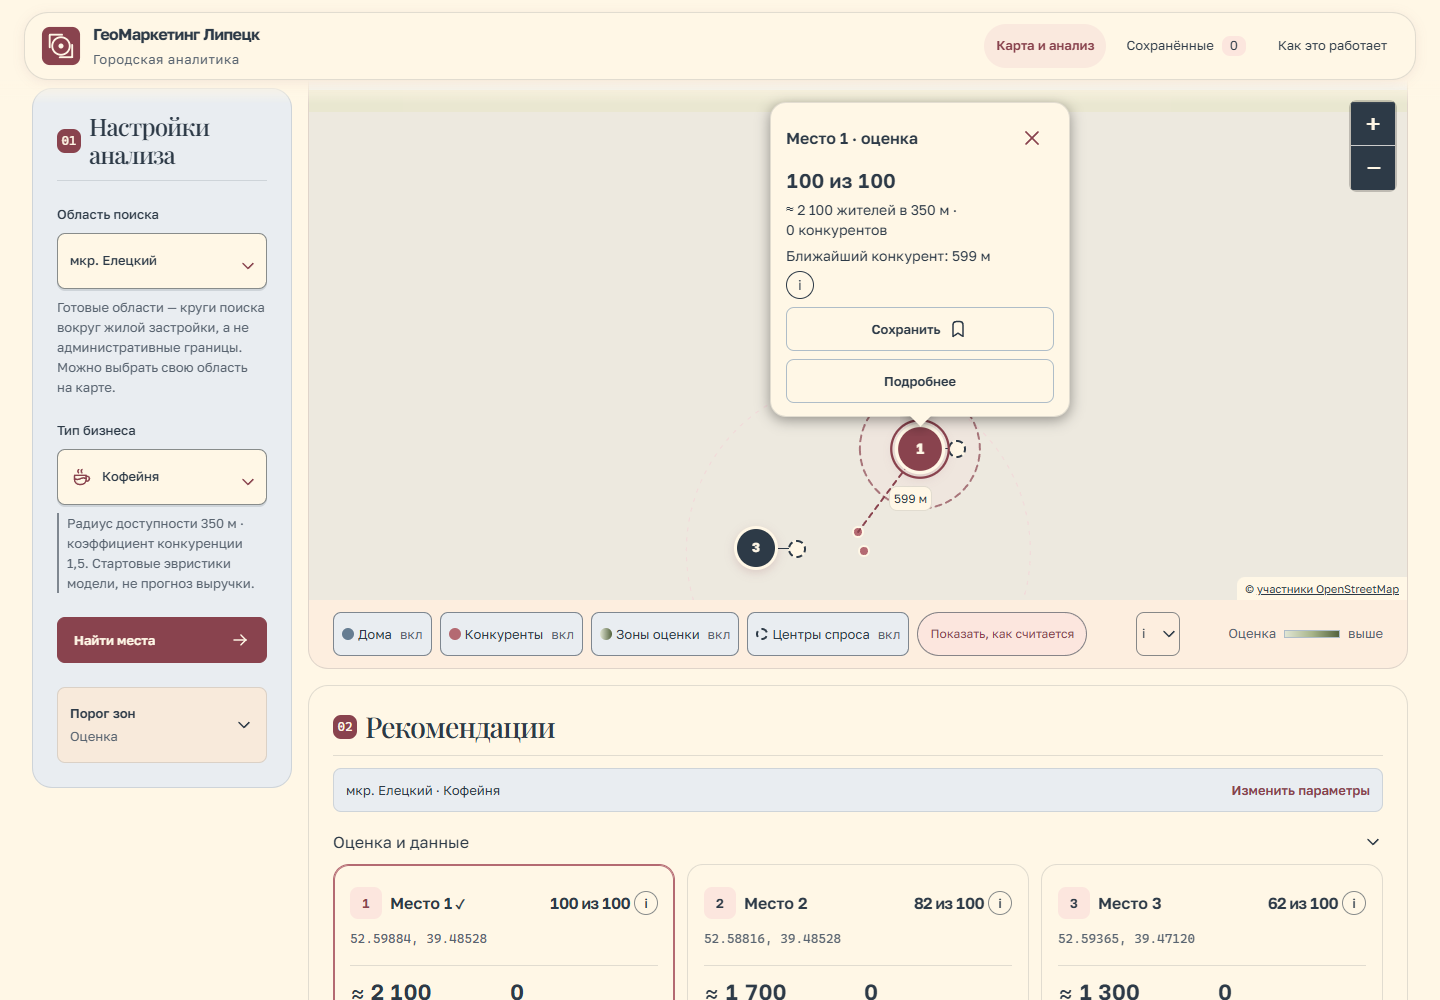 ГеоМаркетинг Липецк
Городская аналитика
Карта и анализ
Сохранённые 0
Как это работает
01 Настройки
анализа
Область поиска
мкр. Елецкий
Готовые области — круги поиска
вокруг жилой застройки, а не
административные границы.
Можно выбрать свою область
на карте.
Тип бизнеса
Кофейня
Радиус доступности 350 м ·
коэффициент конкуренции
1,5. Стартовые эвристики
модели, не прогноз выручки.
Найти места
Порог зон
Оценка
Место 1 · оценка
100 из 100
≈ 2 100 жителей в 350 м ·
0 конкурентов
Ближайший конкурент: 599 м
i
Сохранить
Подробнее
+
−
1
599 м
3
© участники OpenStreetMap
Дома вкл
Конкуренты вкл
Зоны оценки вкл
Центры спроса вкл
Показать, как считается
i
Оценка выше
02 Рекомендации
мкр. Елецкий · Кофейня
Изменить параметры
Оценка и данные
1 Место 1 ✓ 100 из 100 i
52.59884, 39.48528
≈ 2 100 0
2 Место 2 82 из 100 i
52.58816, 39.48528
≈ 1 700 0
3 Место 3 62 из 100 i
52.59365, 39.47120
≈ 1 300 0